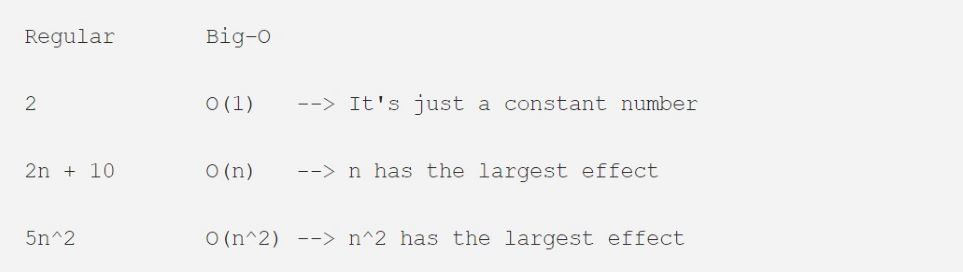 Regular Big-O
2 O(1) --> It's just a constant number
2n + 10 O(n) --> n has the largest effect
5n^2 O(n^2) --> n^2 has the largest effect